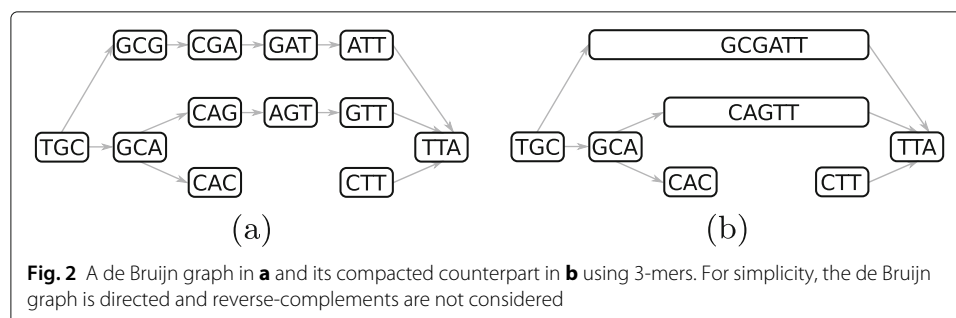 GCG CGA GAT ATT
CAG AGT GTT
TGC GCA TTA
CAC CTT
(a)
GCGATT
CAGTT
TGC GCA TTA
CAC CTT
(b)
Fig. 2 A de Bruijn graph in a and its compacted counterpart in b using 3-mers. For simplicity, the de Bruijn
graph is directed and reverse-complements are not considered